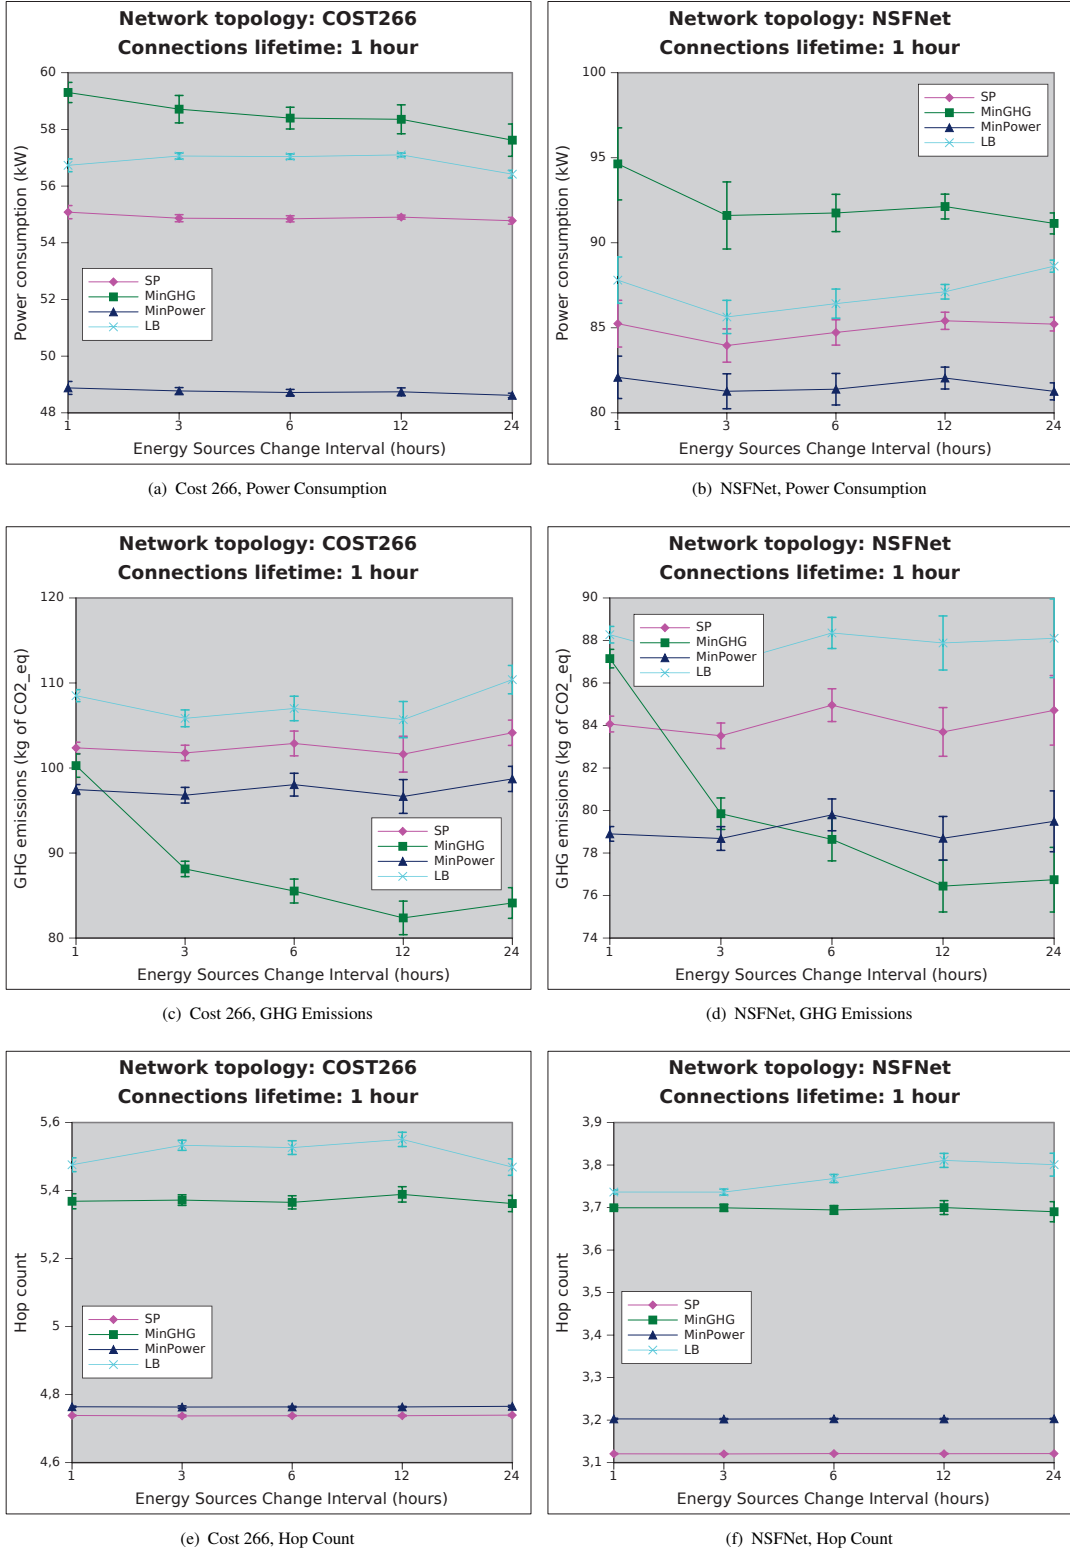 Network topology: COST266
Connections lifetime: 1 hour
60
58
56
54
52
50
48
Power consumption (kW)
SP
MinGHG
MinPower
LB
1
3
6
12
24
Energy Sources Change Interval (hours)
(a) Cost 266, Power Consumption
Network topology: NSFNet
Connections lifetime: 1 hour
100
95
90
85
80
Power consumption (kW)
SP
MinGHG
MinPower
LB
1
3
6
12
24
Energy Sources Change Interval (hours)
(b) NSFNet, Power Consumption
Network topology: COST266
Connections lifetime: 1 hour
120
110
100
90
80
GHG emissions (kg of CO2_eq)
SP
MinGHG
MinPower
LB
1
3
6
12
24
Energy Sources Change Interval (hours)
(c) Cost 266, GHG Emissions
Network topology: NSFNet
Connections lifetime: 1 hour
90
88
86
84
82
80
78
76
74
GHG emissions (kg of CO2_eq)
SP
MinGHG
MinPower
LB
1
3
6
12
24
Energy Sources Change Interval (hours)
(d) NSFNet, GHG Emissions
Network topology: COST266
Connections lifetime: 1 hour
5,6
5,4
5,2
5
4,8
4,6
Hop count
SP
MinGHG
MinPower
LB
1
3
6
12
24
Energy Sources Change Interval (hours)
(e) Cost 266, Hop Count
Network topology: NSFNet
Connections lifetime: 1 hour
3,9
3,8
3,7
3,6
3,5
3,4
3,2
3,2
3,1
Hop count
SP
MinGHG
MinPower
LB
1
3
6
12
24
Energy Sources Change Interval (hours)
(f) NSFNet, Hop Count